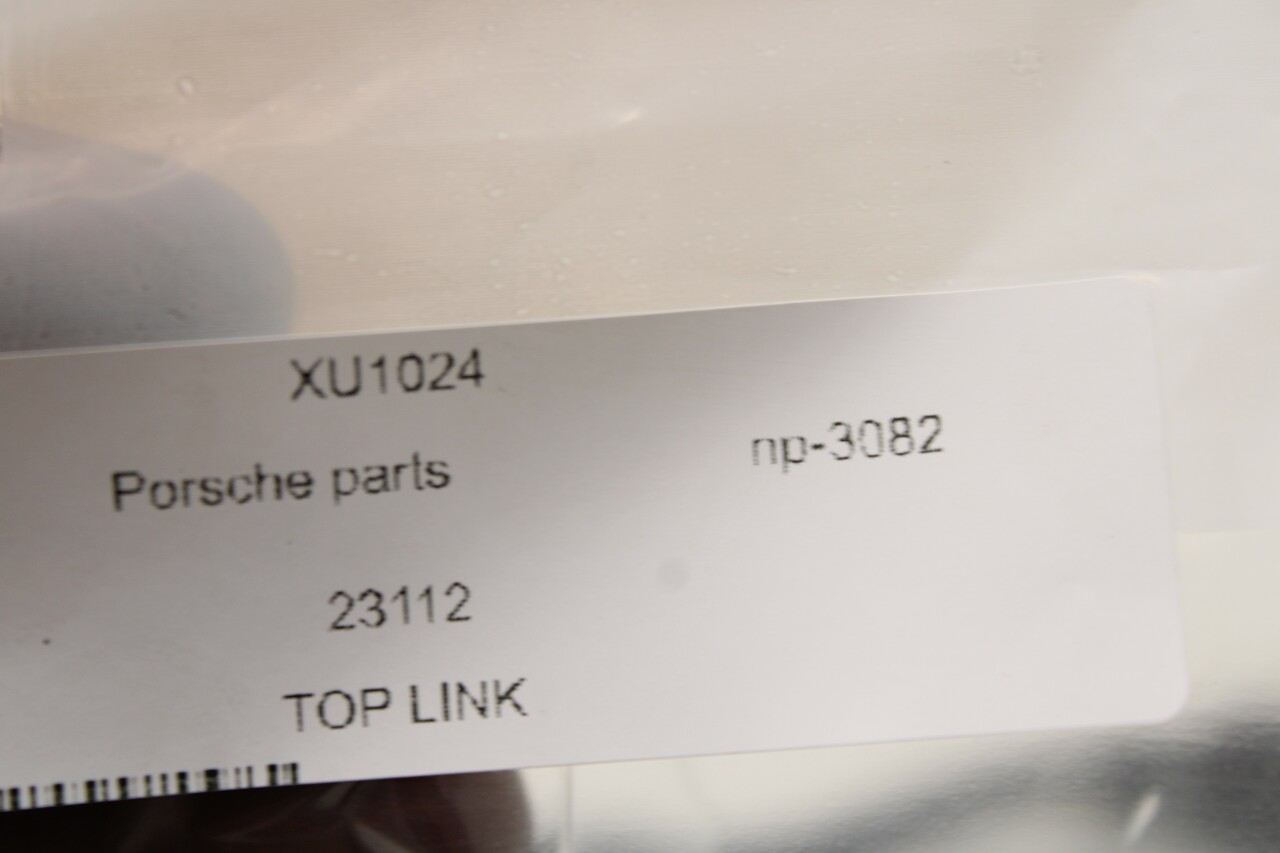 XU1024
Porsche parts
np-3082
23112
TOP LINK